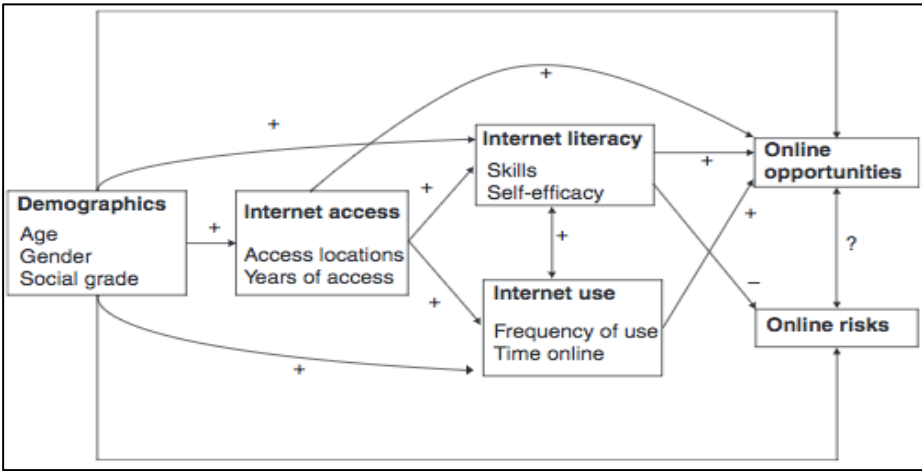 Demographics
Age
Gender
Social grade
+
+
+
Internet access
Access locations
Years of access
+
+
+
Internet literacy
Skills
Self-efficacy
+
Internet use
Frequency of use
Time online
+
+
–
Online
opportunities
?
Online risks